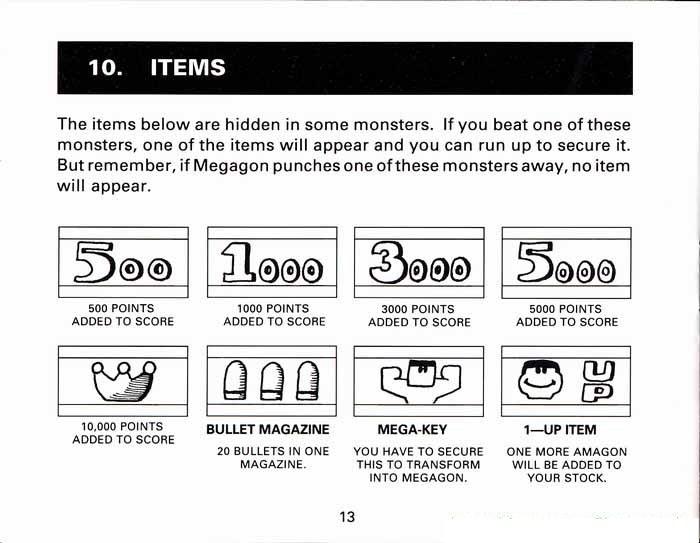 10. ITEMS
The items below are hidden in some monsters. If you beat one of these
monsters, one of the items will appear and you can run up to secure it.
But remember, if Megagon punches one of these monsters away, no item
will appear.
500 1000 3000 5000
500 POINTS 1000 POINTS 3000 POINTS 5000 POINTS
ADDED TO SCORE ADDED TO SCORE ADDED TO SCORE ADDED TO SCORE
UP
10,000 POINTS
ADDED TO SCORE
BULLET MAGAZINE
20 BULLETS IN ONE
MAGAZINE.
MEGA-KEY
YOU HAVE TO SECURE
THIS TO TRANSFORM
INTO MEGAGON.
1—UP ITEM
ONE MORE AMAGON
WILL BE ADDED TO
YOUR STOCK.
13